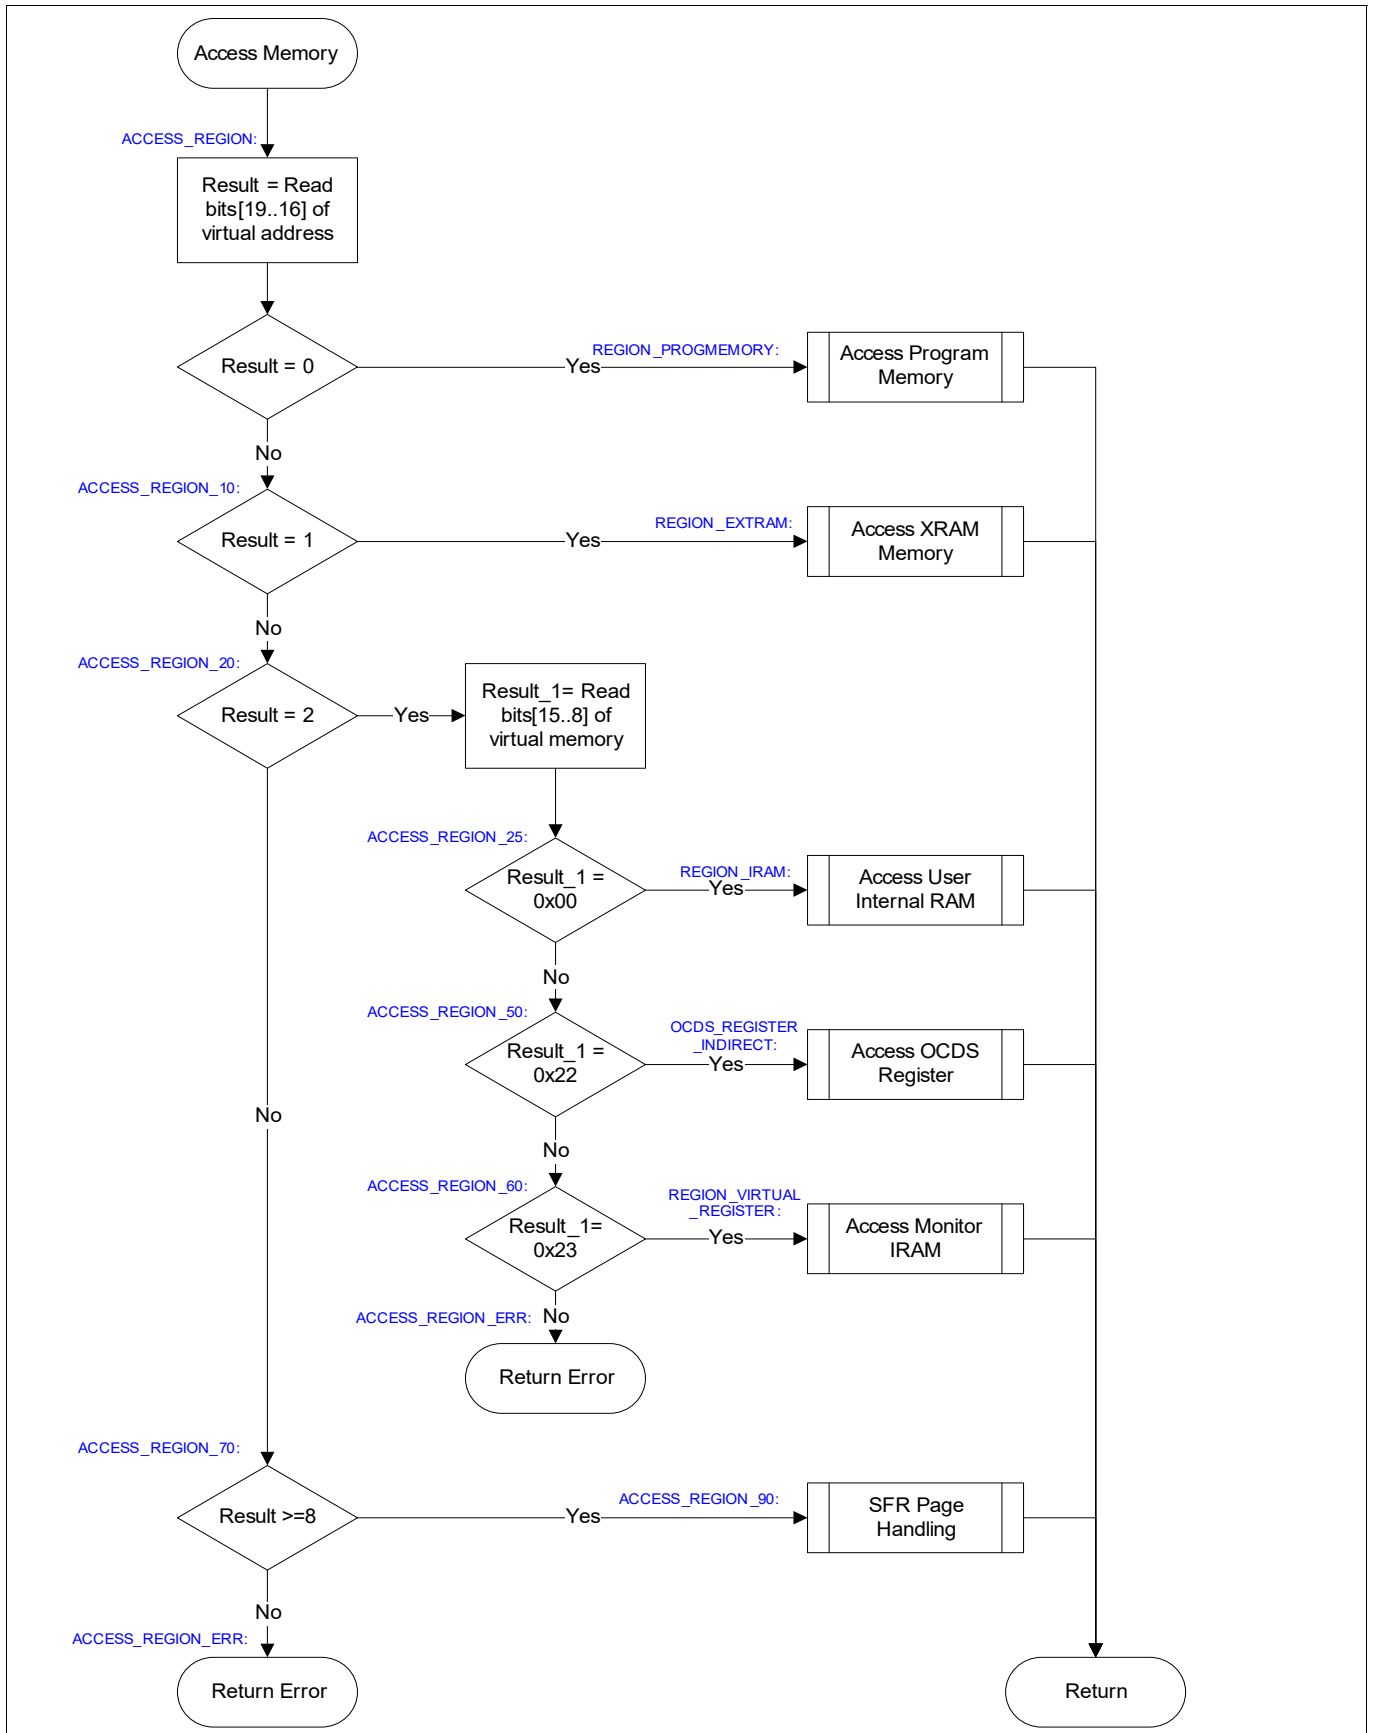 Access Memory
ACCESS_REGION:
Result = Read
bits[19..16] of
virtual address
Result = 0
Yes
REGION_PROGMEMORY:
Access Program
Memory
No
ACCESS_REGION_10:
Result = 1
Yes
REGION_EXTRAM:
Access XRAM
Memory
No
ACCESS_REGION_20:
Result = 2
Yes
Result_1= Read
bits[15..8] of
virtual memory
ACCESS_REGION_25:
Result_1 =
0x00
REGION_IRAM:
Yes
Access User
Internal RAM
No
ACCESS_REGION_50:
Result_1 =
0x22
OCDS_REGISTER
_INDIRECT:
Yes
Access OCDS
Register
No
No
ACCESS_REGION_60:
Result_1=
0x23
REGION_VIRTUAL
_REGISTER:
Yes
Access Monitor
IRAM
ACCESS_REGION_ERR:
No
Return Error
ACCESS_REGION_70:
Result >=8
Yes
ACCESS_REGION_90:
SFR Page
Handling
No
ACCESS_REGION_ERR:
Return Error
Return